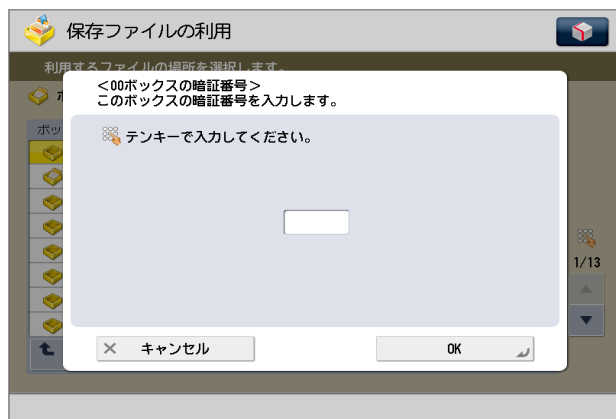 保存ファイルの利用
利用するファイルの場所を選択します。
<00ボックスの暗証番号>
このボックスの暗証番号を入力します。
ボッ
テンキーで入力してください。
1/13
キャンセル
OK